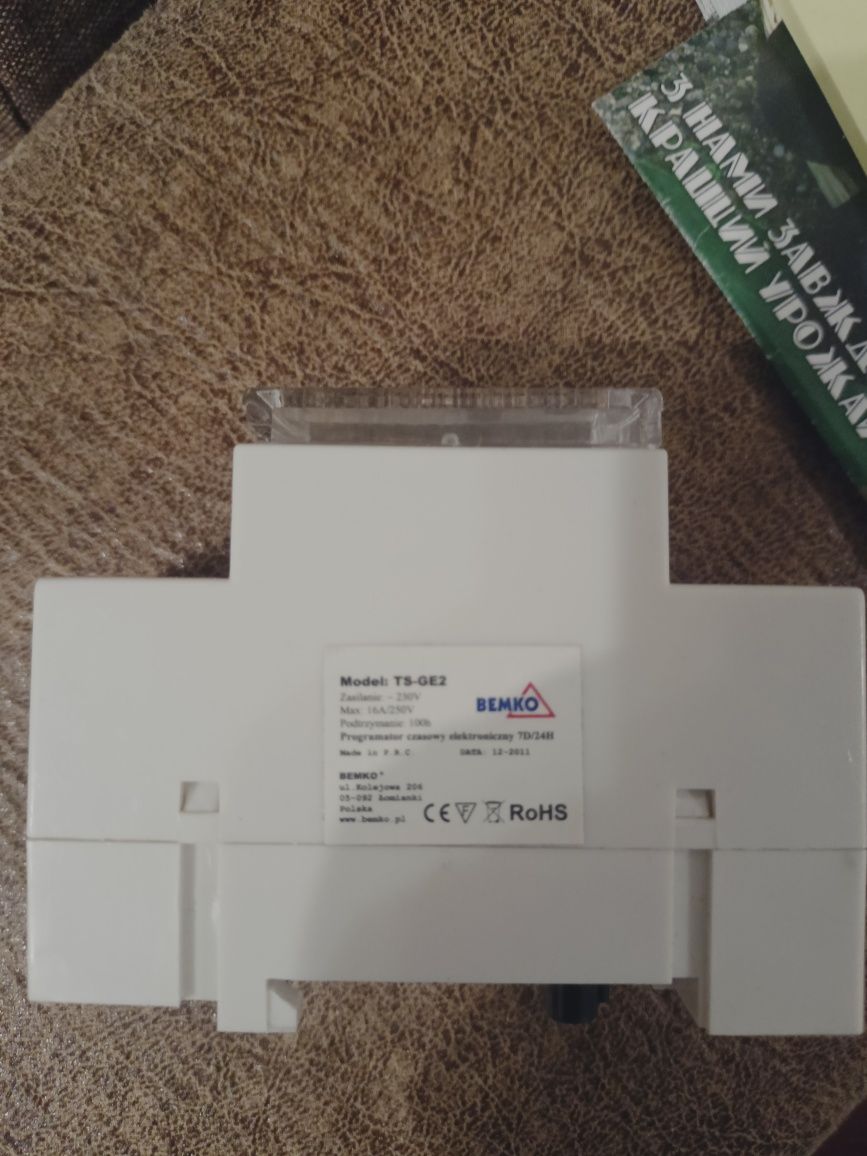 З НАМИ ЗАВЖД
КРАЩИЙ УРОЖАЙ
Model: TS-GE2
Zasilanie: ~ 230V
Max: 16A/250V
Podtrzymanie: 100h
Programator czasowy elektroniczny 7D/24H
Made in P.R.C. DATA: 12-2011
BEMKO
BEMKO®
ul.Kolejowa 206
05-092 Łomianki
Polska
www.bemko.pl
CE F RoHS